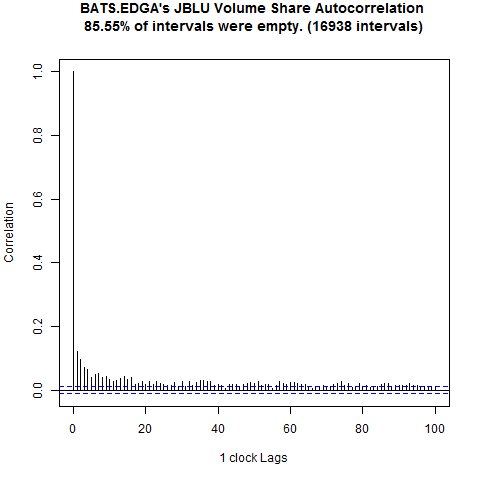 BATS.EDGA's JBLU Volume Share Autocorrelation
85.55% of intervals were empty. (16938 intervals)
Correlation
1.0
0.8
0.6
0.4
0.2
0.0
0 20 40 60 80 100
1 clock Lags